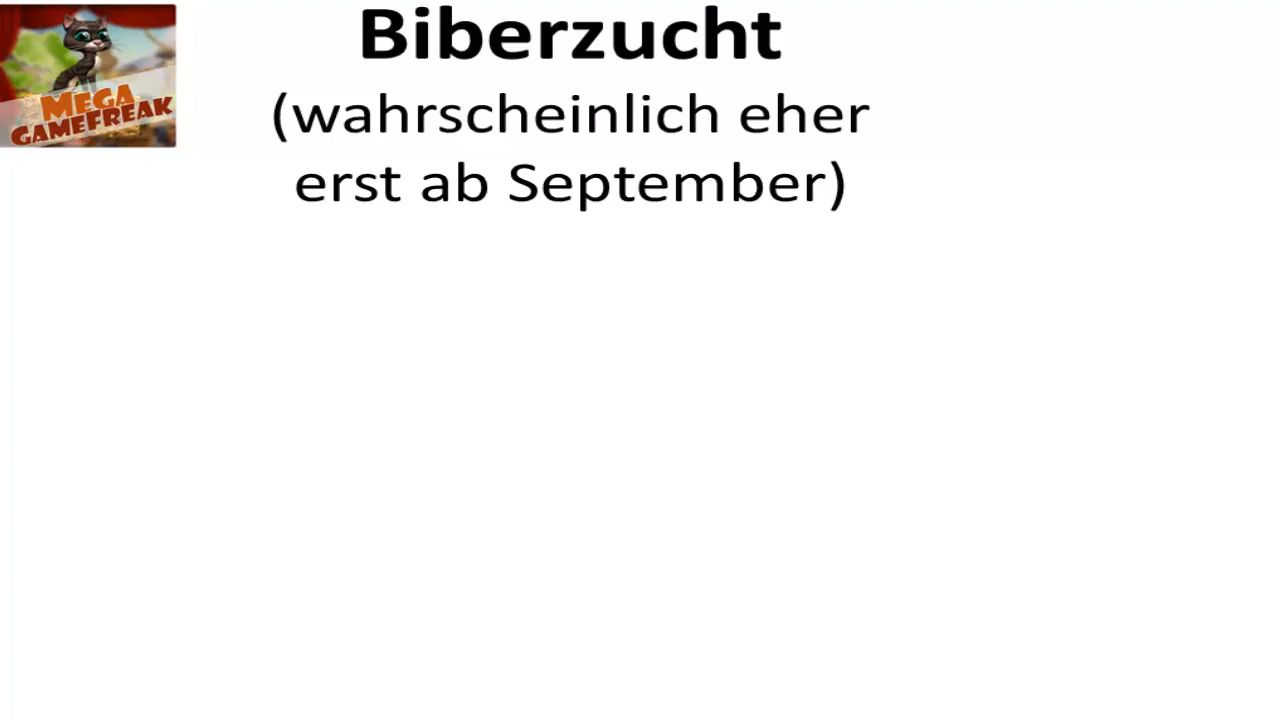 MEGA
GAMEFREAK
Biberzucht
(wahrscheinlich eher
erst ab September)